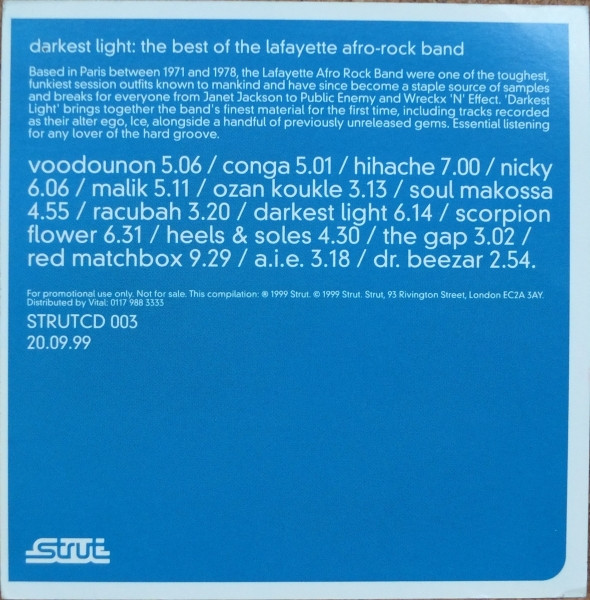 darkest light: the best of the lafayette afro-rock band
Based in Paris between 1971 and 1978, the Lafayette Afro Rock Band were one of the toughest,
funkiest session outfits known to mankind and have since become a staple source of samples
and breaks for everyone from Janet Jackson to Public Enemy and Wreckx 'N' Effect. 'Darkest
Light' brings together the band's finest material for the first time, including tracks recorded
as their alter ego, Ice, alongside a handful of previously unreleased gems. Essential listening
for any lover of the hard groove.
voodounon 5.06 / conga 5.01 / hihache 7.00 / nicky
6.06 / malik 5.11 / ozan koukle 3.13 / soul makossa
4.55 / racubah 3.20 / darkest light 6.14 / scorpion
flower 6.31 / heels & soles 4.30 / the gap 3.02 /
red matchbox 9.29 / a.i.e. 3.18 / dr. beezar 2.54.
For promotional use only. Not for sale. This compilation: ℗ 1999 Strut. © 1999 Strut. Strut, 93 Rivington Street, London EC2A 3AY.
Distributed by Vital: 0117 988 3333
STRUTCD 003
20.09.99
Strut